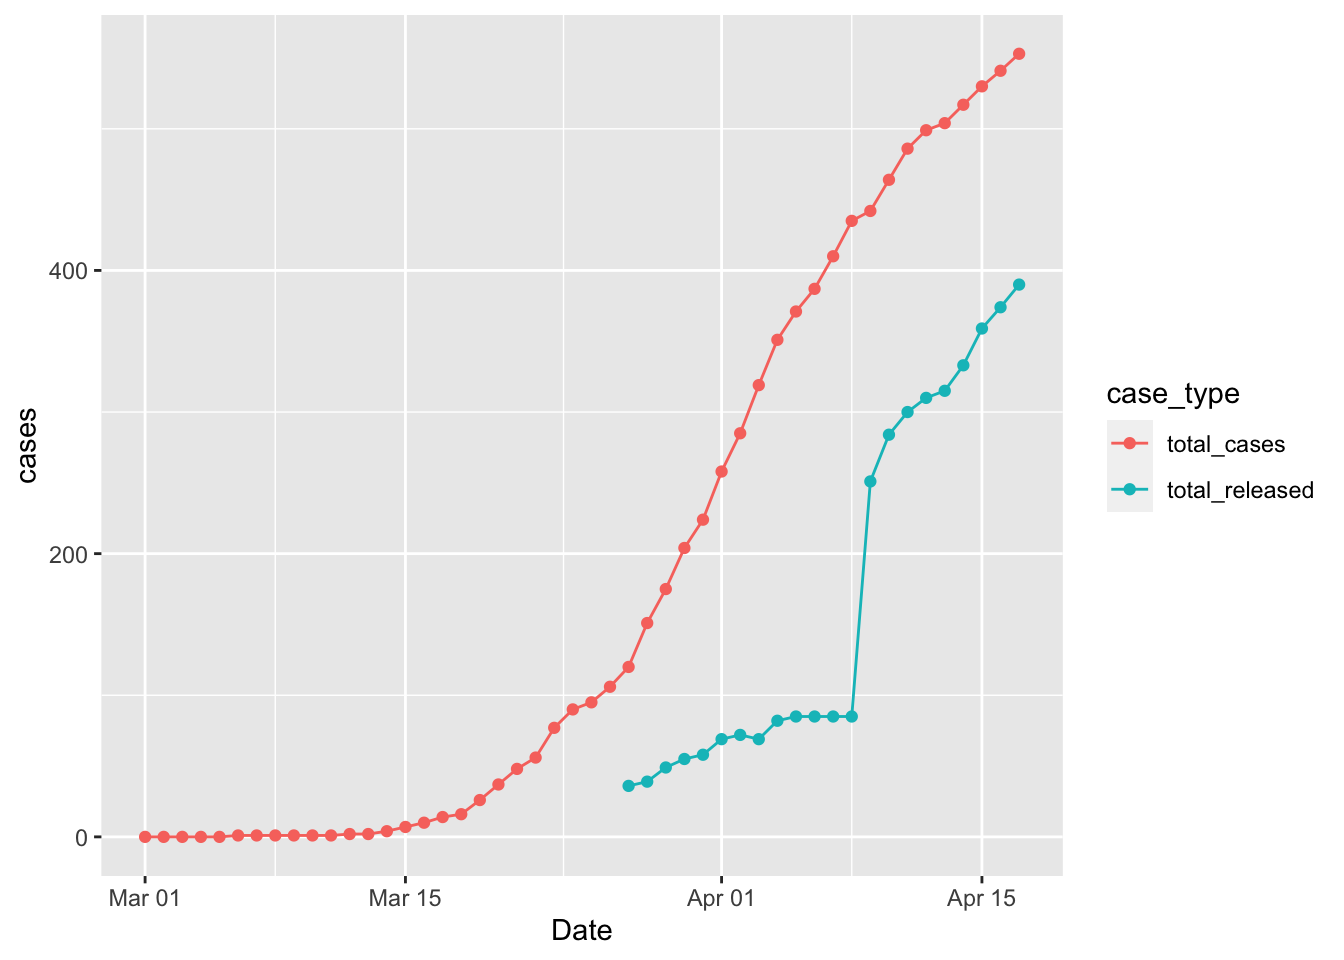 cases
400
200
0
Mar 01
Mar 15
Apr 01
Apr 15
Date
case_type
total_cases
total_released